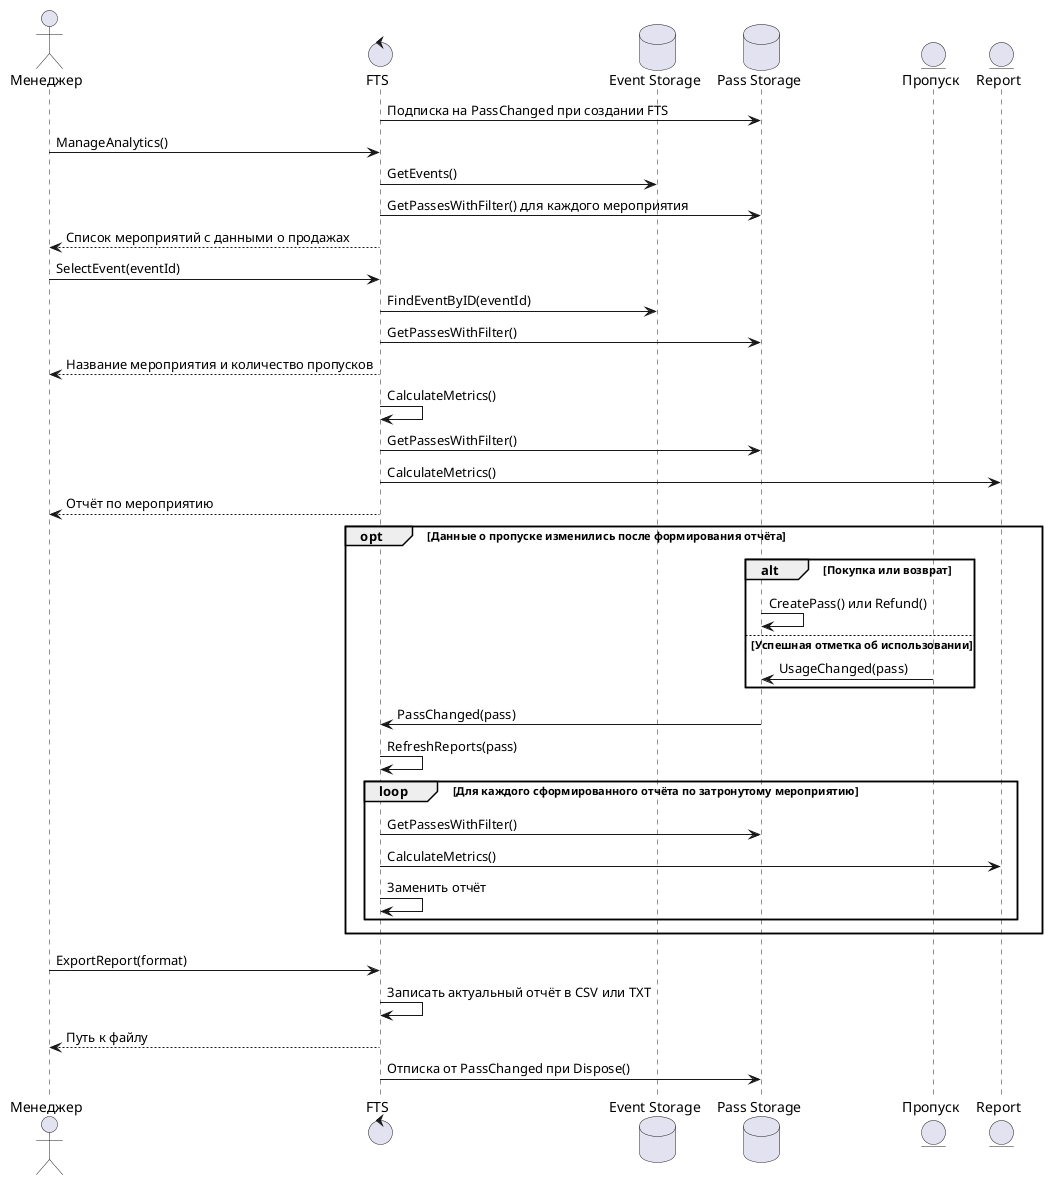 Менеджер
FTS
Event Storage
Pass Storage
Пропуск
Report
Подписка на PassChanged при создании FTS
ManageAnalytics()
GetEvents()
GetPassesWithFilter() для каждого мероприятия
Список мероприятий с данными о продажах
SelectEvent(eventId)
FindEventByID(eventId)
GetPassesWithFilter()
Название мероприятия и количество пропусков
CalculateMetrics()
GetPassesWithFilter()
CalculateMetrics()
Отчёт по мероприятию
opt [Данные о пропуске изменились после формирования отчёта]
alt [Покупка или возврат]
CreatePass() или Refund()
[Успешная отметка об использовании]
UsageChanged(pass)
PassChanged(pass)
RefreshReports(pass)
loop [Для каждого сформированного отчёта по затронутому мероприятию]
GetPassesWithFilter()
CalculateMetrics()
Заменить отчёт
ExportReport(format)
Записать актуальный отчёт в CSV или TXT
Путь к файлу
Отписка от PassChanged при Dispose()
Менеджер
FTS
Event Storage
Pass Storage
Пропуск
Report